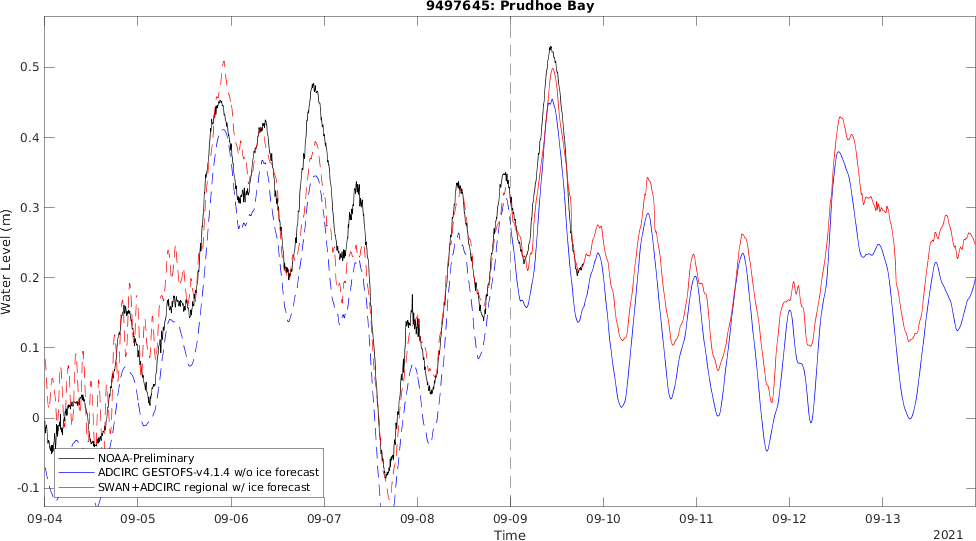 9497645: Prudhoe Bay
Water Level (m)
0.5
0.4
0.3
0.2
0.1
0
-0.1
NOAA-Preliminary
ADCIRC GESTOFS-v4.1.4 w/o ice forecast
SWAN+ADCIRC regional w/ ice forecast
09-04 09-05 09-06 09-07 09-08 09-09 09-10 09-11 09-12 09-13
Time
2021